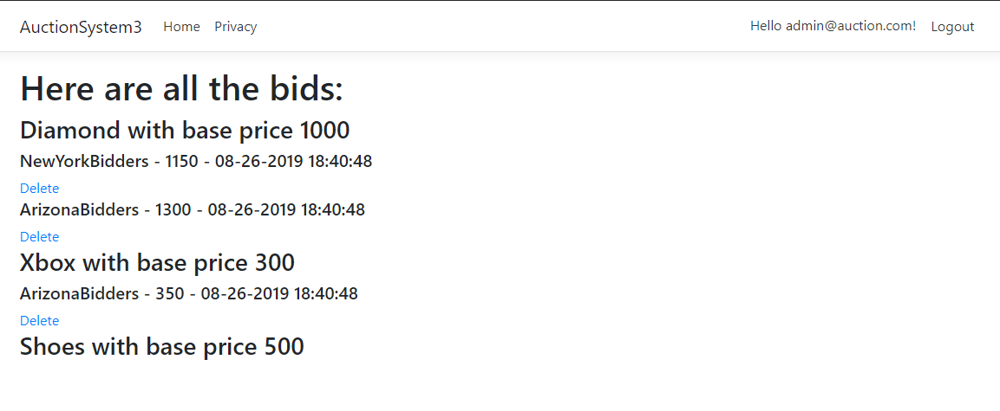 AuctionSystem3 Home Privacy Hello admin@auction.com! Logout
Here are all the bids:
Diamond with base price 1000
NewYorkBidders - 1150 - 08-26-2019 18:40:48
Delete
ArizonaBidders - 1300 - 08-26-2019 18:40:48
Delete
Xbox with base price 300
ArizonaBidders - 350 - 08-26-2019 18:40:48
Delete
Shoes with base price 500